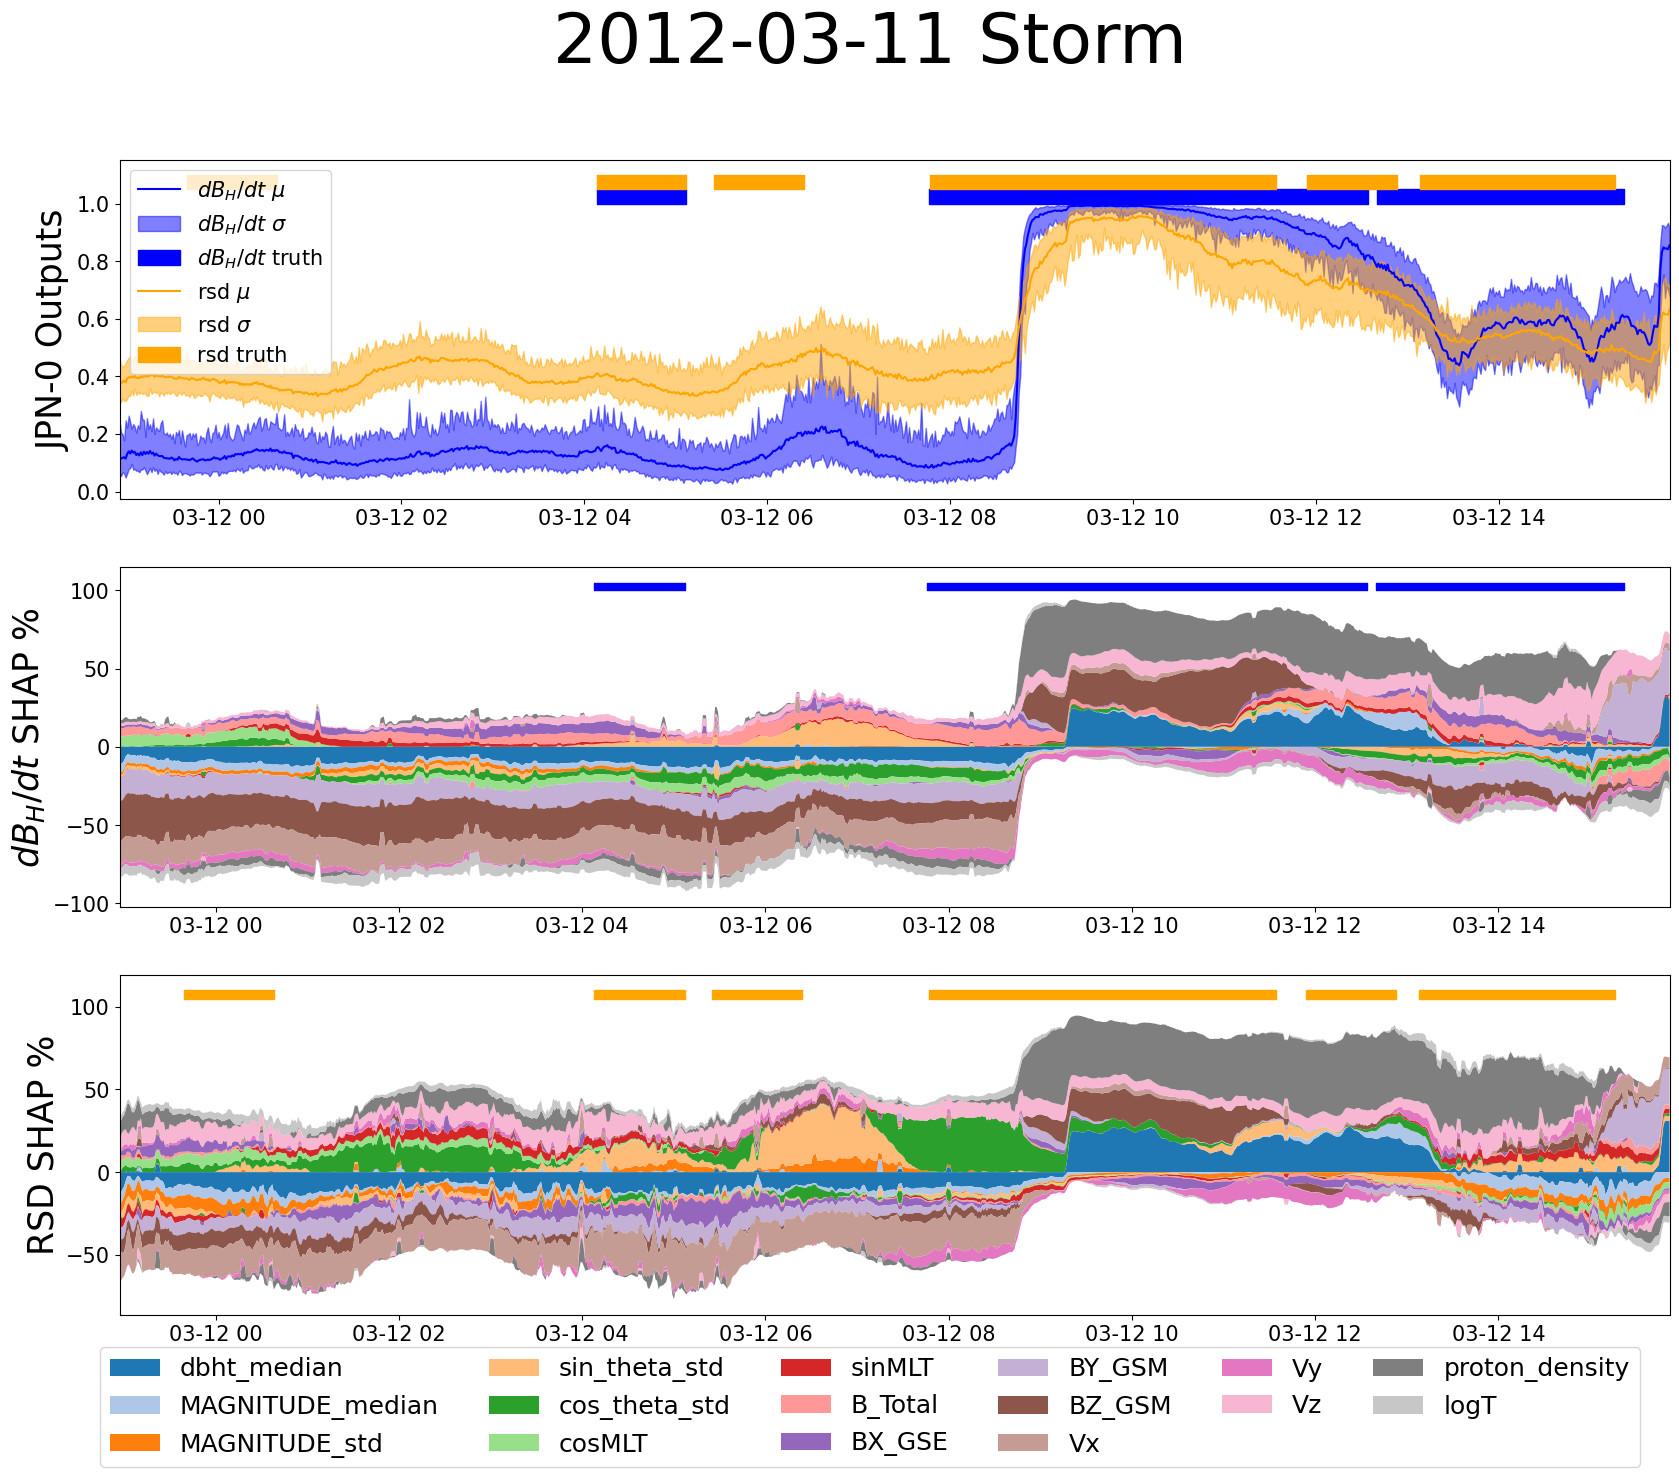 2012-03-11 Storm
JPN-0 Outputs
1.0
0.8
0.6
0.4
0.2
0.0
dB_H/dt μ
dB_H/dt σ
dB_H/dt truth
rsd μ
rsd σ
rsd truth
03-12 00 03-12 02 03-12 04 03-12 06 03-12 08 03-12 10 03-12 12 03-12 14
dB_H/dt SHAP %
100
50
0
−50
−100
03-12 00 03-12 02 03-12 04 03-12 06 03-12 08 03-12 10 03-12 12 03-12 14
RSD SHAP %
100
50
0
−50
03-12 00 03-12 02 03-12 04 03-12 06 03-12 08 03-12 10 03-12 12 03-12 14
dbht_median sin_theta_std sinMLT BY_GSM Vy proton_density
MAGNITUDE_median cos_theta_std B_Total BZ_GSM Vz logT
MAGNITUDE_std cosMLT BX_GSE Vx